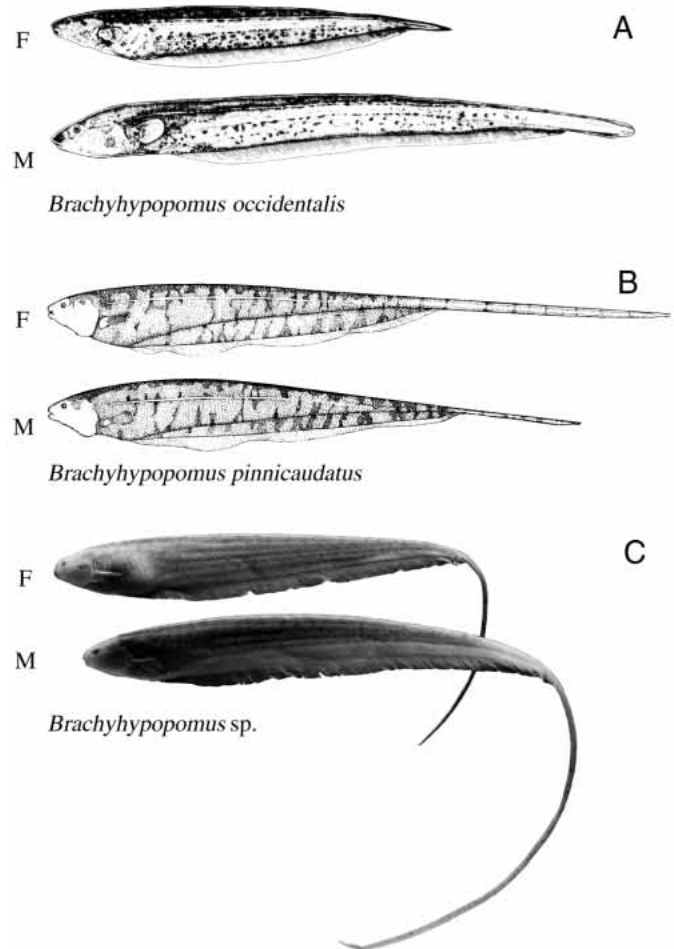 A
F
M
Brachyhypopomus occidentalis
B
F
M
Brachyhypopomus pinnicaudatus
C
F
M
Brachyhypopomus sp.